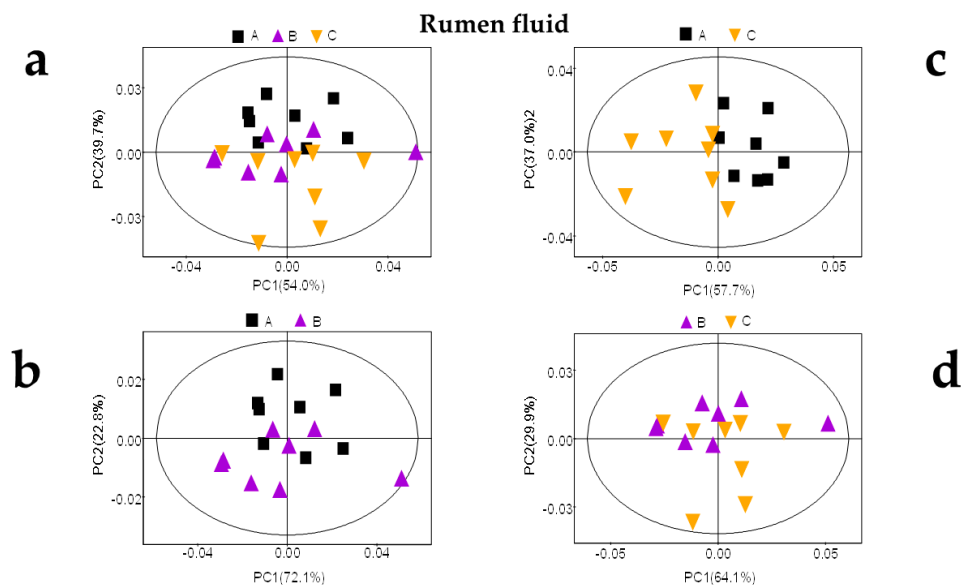 Rumen fluid
a
A B C
PC2(39.7%)
0.03
0.00
-0.03
-0.04 0.00 0.04
PC1(54.0%)
c
A C
PC(37.0%)2
0.04
0.00
-0.04
-0.05 0.00 0.05
PC1(57.7%)
b
A B
PC2(22.8%)
0.02
0.00
-0.02
-0.04 0.00 0.04
PC1(72.1%)
d
B C
PC2(29.9%)
0.03
0.00
-0.03
-0.05 0.00 0.05
PC1(64.1%)